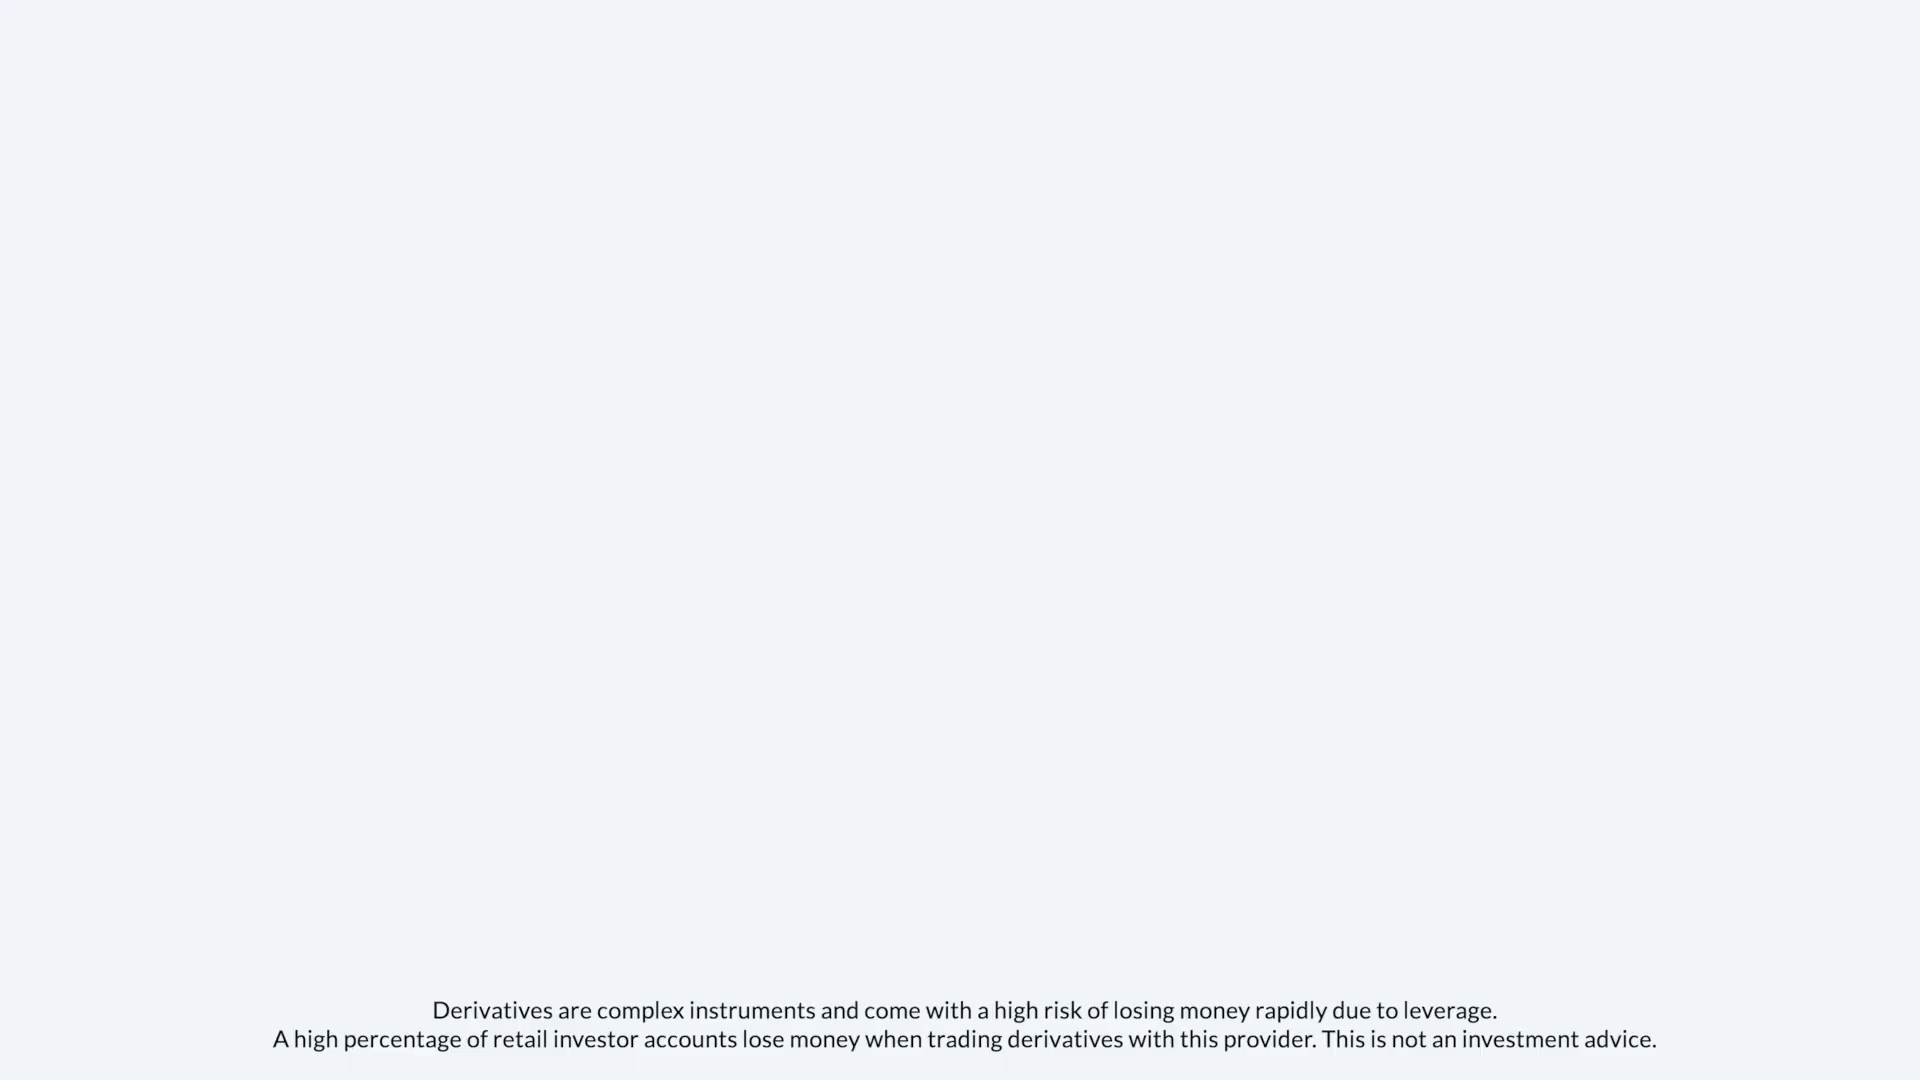 Derivatives are complex instruments and come with a high risk of losing money rapidly due to leverage.
A high percentage of retail investor accounts lose money when trading derivatives with this provider. This is not an investment advice.